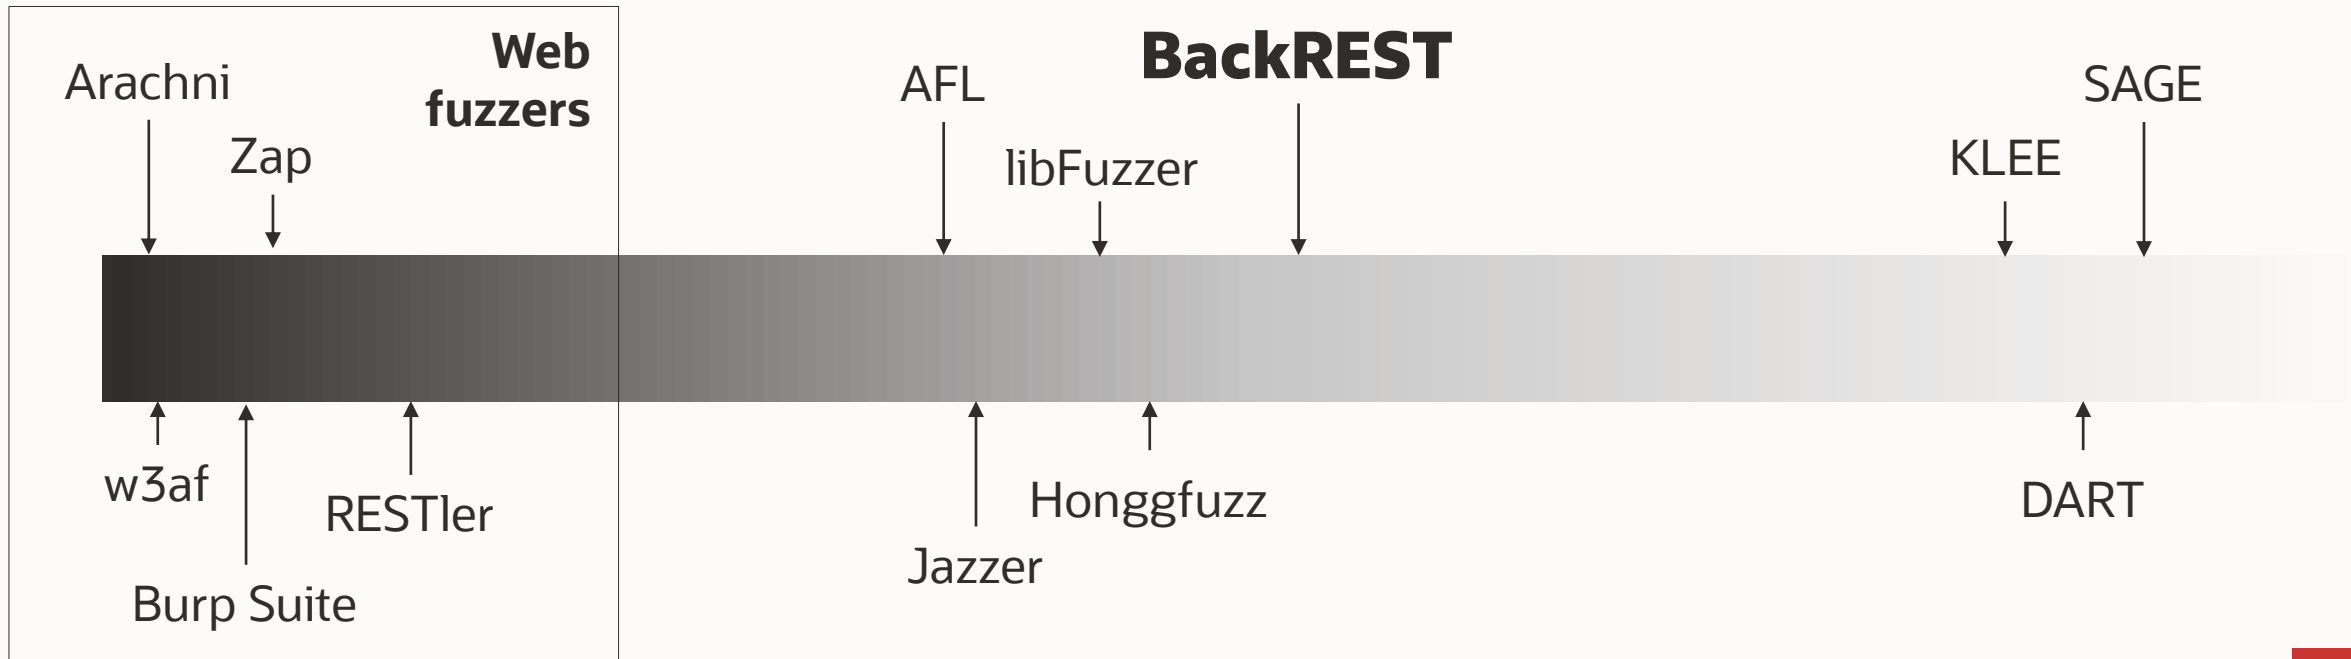 Web
fuzzers
Arachni
Zap
AFL
libFuzzer
BackREST
KLEE
SAGE
w3af
Burp Suite
RESTler
Jazzer
Honggfuzz
DART